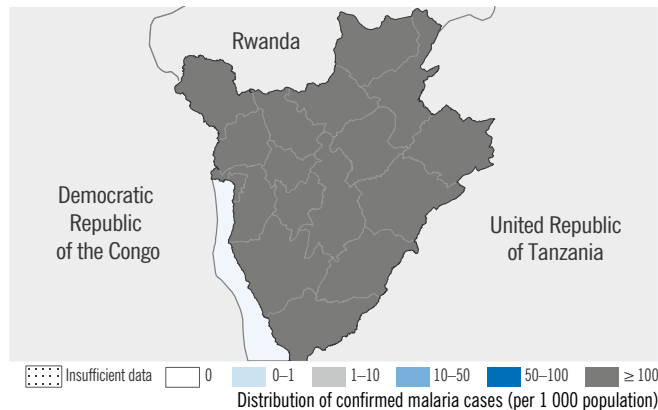 Rwanda
Democratic
Republic
of the Congo
United Republic
of Tanzania
Insufficient data 0 0–1 1–10 10–50 50–100 ≥ 100
Distribution of confirmed malaria cases (per 1 000 population)